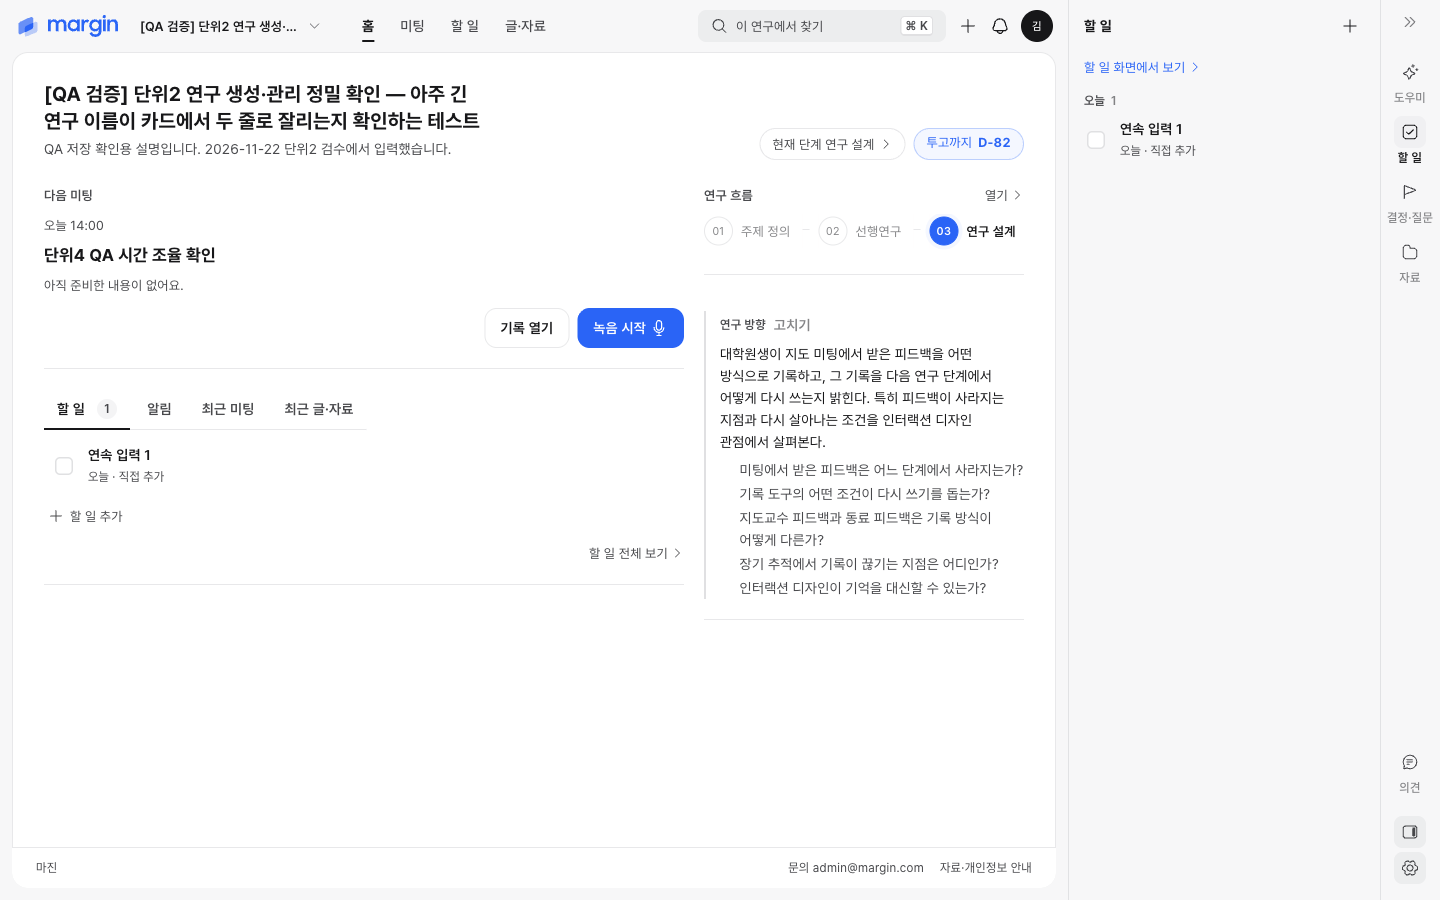 margin
[QA 검증] 단위2 연구 생성·...
홈
미팅
할 일
글·자료
이 연구에서 찾기
⌘ K
김
[QA 검증] 단위2 연구 생성·관리 정밀 확인 — 아주 긴
연구 이름이 카드에서 두 줄로 잘리는지 확인하는 테스트
QA 저장 확인용 설명입니다. 2026-11-22 단위2 검수에서 입력했습니다.
현재 단계 연구 설계
투고까지 D-82
다음 미팅
오늘 14:00
단위4 QA 시간 조율 확인
아직 준비한 내용이 없어요.
기록 열기
녹음 시작
할 일 1
알림
최근 미팅
최근 글·자료
연속 입력 1
오늘 · 직접 추가
할 일 추가
할 일 전체 보기
연구 흐름
열기
01 주제 정의
02 선행연구
03 연구 설계
연구 방향 고치기
대학원생이 지도 미팅에서 받은 피드백을 어떤
방식으로 기록하고, 그 기록을 다음 연구 단계에서
어떻게 다시 쓰는지 밝힌다. 특히 피드백이 사라지는
지점과 다시 살아나는 조건을 인터랙션 디자인
관점에서 살펴본다.
미팅에서 받은 피드백은 어느 단계에서 사라지는가?
기록 도구의 어떤 조건이 다시 쓰기를 돕는가?
지도교수 피드백과 동료 피드백은 기록 방식이
어떻게 다른가?
장기 추적에서 기록이 끊기는 지점은 어디인가?
인터랙션 디자인이 기억을 대신할 수 있는가?
마진
문의 admin@margin.com
자료·개인정보 안내
할 일
할 일 화면에서 보기
오늘 1
연속 입력 1
오늘 · 직접 추가
도우미
할 일
결정·질문
자료
의견